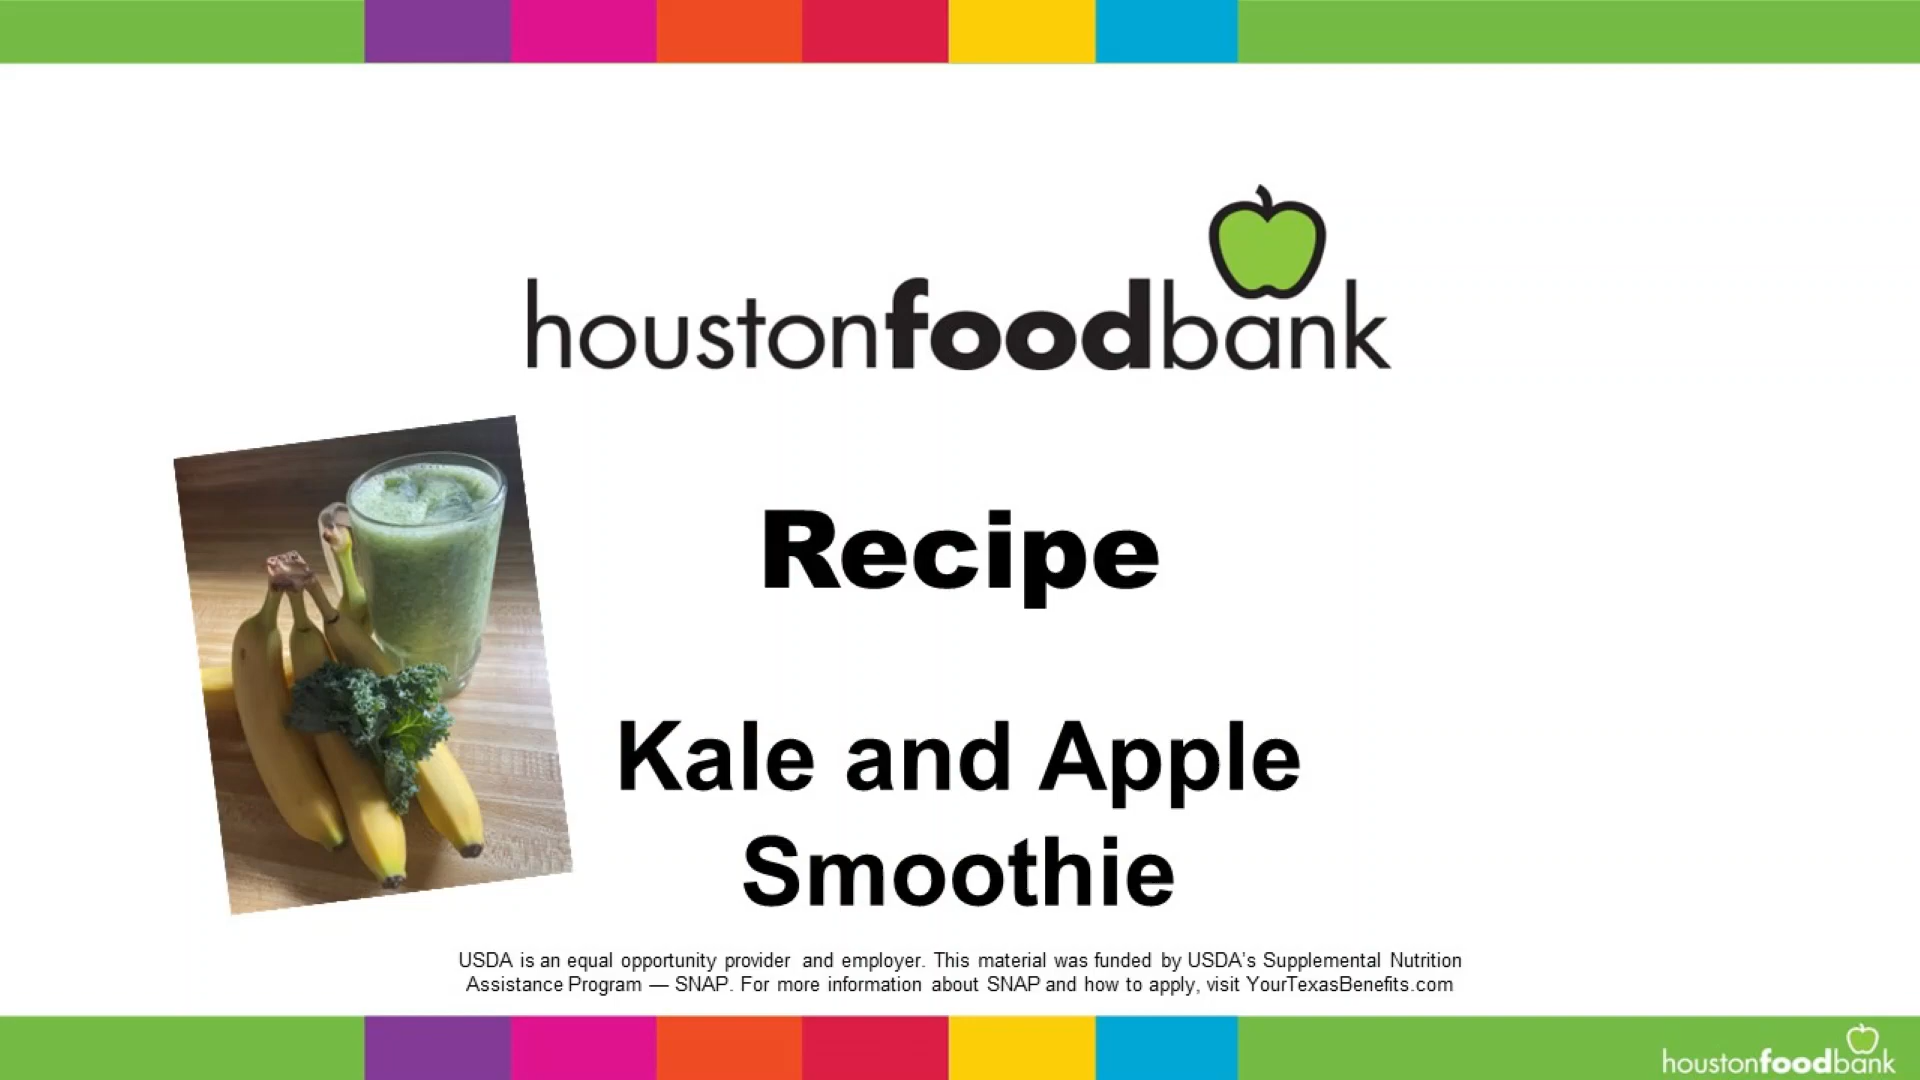 houstonfoodbank
Recipe
Kale and Apple
Smoothie
USDA is an equal opportunity provider and employer. This material was funded by USDA's Supplemental Nutrition
Assistance Program — SNAP. For more information about SNAP and how to apply, visit YourTexasBenefits.com
houstonfoodbank